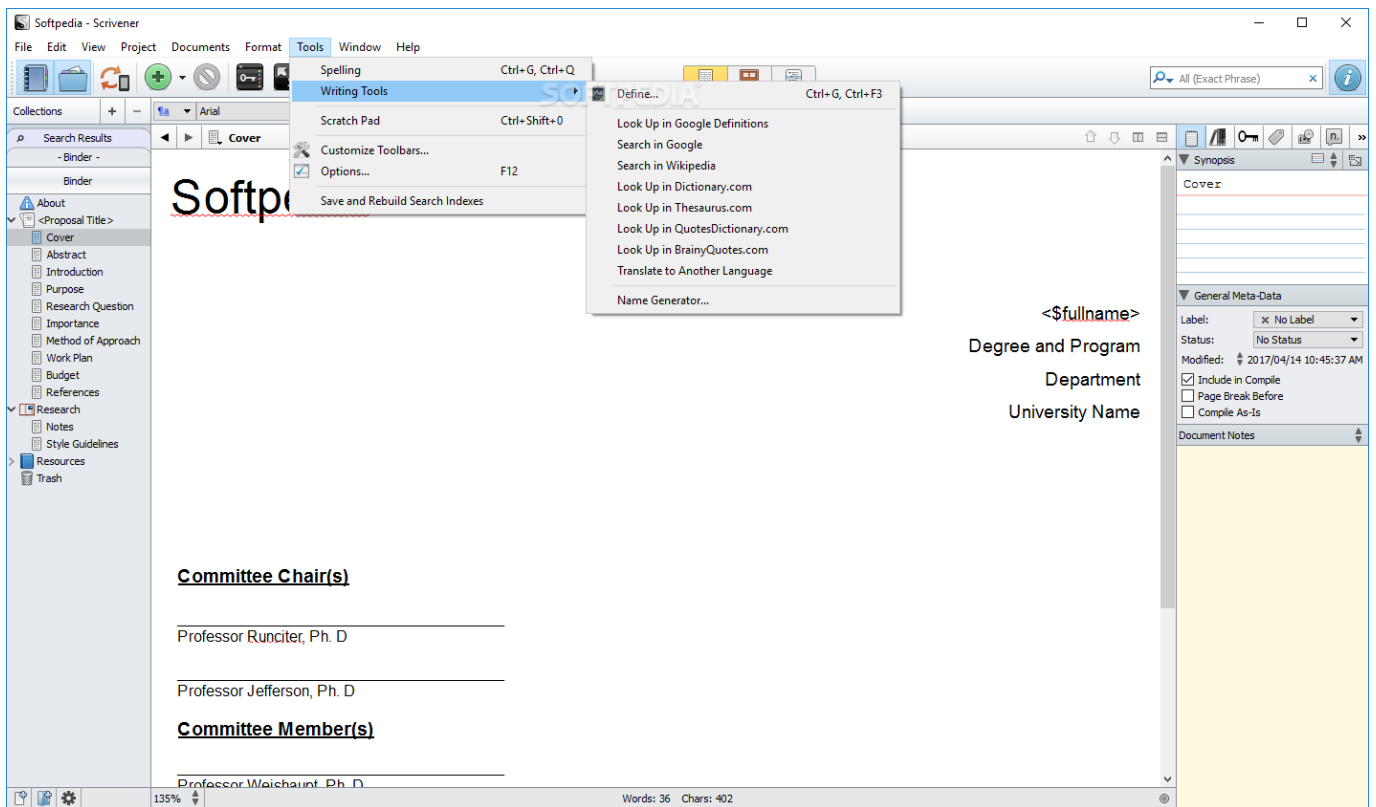 Softpedia - Scrivener
File Edit View Project Documents Format Tools Window Help
All (Exact Phrase)
Collections
Arial
Search Results
- Binder -
Binder
About
<Proposal Title>
Cover
Abstract
Introduction
Purpose
Research Question
Importance
Method of Approach
Work Plan
Budget
References
Research
Notes
Style Guidelines
Resources
Trash
Spelling Ctrl+G, Ctrl+Q
Writing Tools
Scratch Pad Ctrl+Shift+0
Customize Toolbars...
Options... F12
Save and Rebuild Search Indexes
SOFTPEDIA
Define... Ctrl+G, Ctrl+F3
Look Up in Google Definitions
Search in Google
Search in Wikipedia
Look Up in Dictionary.com
Look Up in Thesaurus.com
Look Up in QuotesDictionary.com
Look Up in BrainyQuotes.com
Translate to Another Language
Name Generator...
Cover
Softpe
<$fullname>
Degree and Program
Department
University Name
Committee Chair(s)
Professor Runciter, Ph. D
Professor Jefferson, Ph. D
Committee Member(s)
Professor Weishaupt, Ph. D
Synopsis
Cover
General Meta-Data
Label: No Label
Status: No Status
Modified: 2017/04/14 10:45:37 AM
Include in Compile
Page Break Before
Compile As-Is
Document Notes
135%
Words: 36 Chars: 402